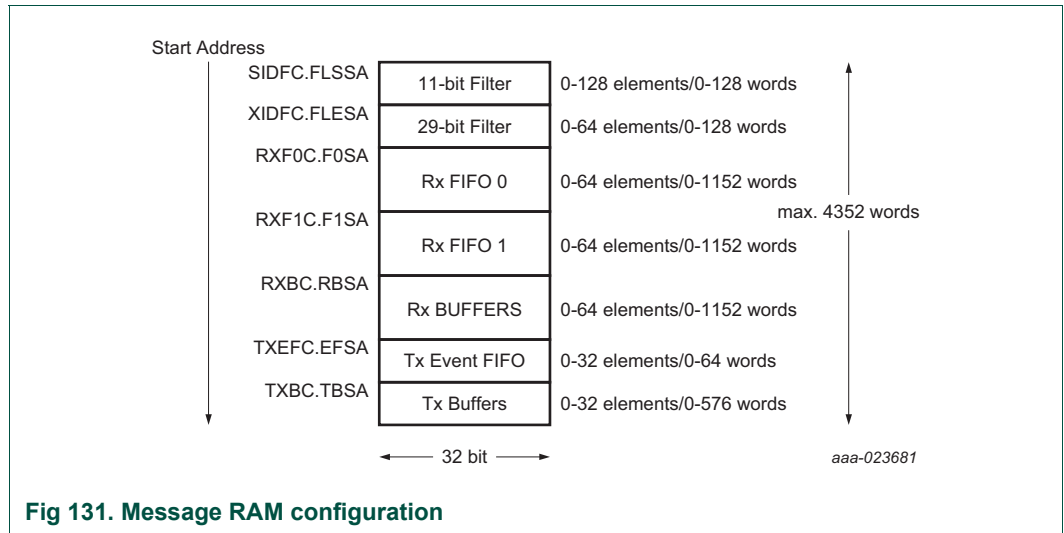 Start Address
SIDFC.FLSSA
11-bit Filter
0-128 elements/0-128 words
XIDFC.FLESA
29-bit Filter
0-64 elements/0-128 words
RXF0C.F0SA
Rx FIFO 0
0-64 elements/0-1152 words
max. 4352 words
RXF1C.F1SA
Rx FIFO 1
0-64 elements/0-1152 words
RXBC.RBSA
Rx BUFFERS
0-64 elements/0-1152 words
TXEFC.EFSA
Tx Event FIFO
0-32 elements/0-64 words
TXBC.TBSA
Tx Buffers
0-32 elements/0-576 words
32 bit
aaa-023681
Fig 131. Message RAM configuration